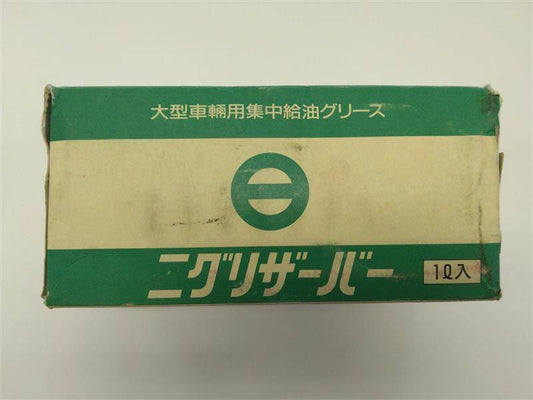 大型車輛用集中給油グリース
ニグリザーバー
1ℓ入